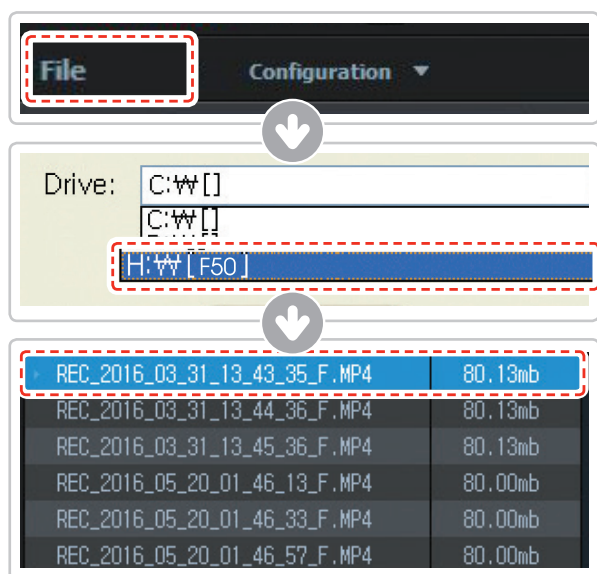 File Configuration ▼
Drive: C:₩[]
C:₩[]
H:₩[F50]
REC_2016_03_31_13_43_35_F.MP4 80.13mb
REC_2016_03_31_13_44_36_F.MP4 80.13mb
REC_2016_03_31_13_45_36_F.MP4 80.13mb
REC_2016_05_20_01_46_13_F.MP4 80.00mb
REC_2016_05_20_01_46_33_F.MP4 80.00mb
REC_2016_05_20_01_46_57_F.MP4 80.00mb